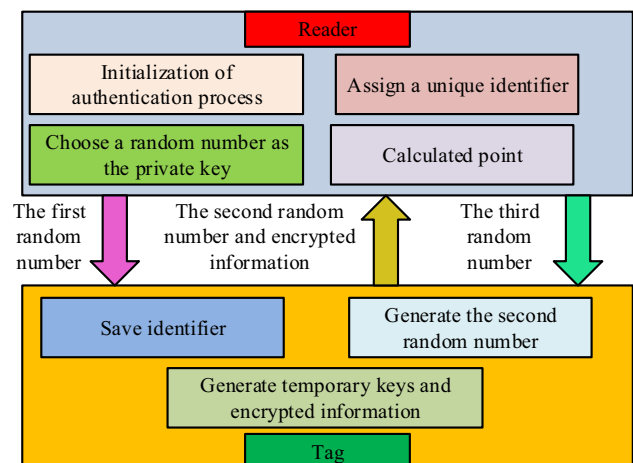 Reader
Initialization of
authentication process
Assign a unique identifier
Choose a random number as
the private key
Calculated point
The first
random
number
The second random
number and encrypted
information
The third
random
number
Save identifier
Generate the second
random number
Generate temporary keys and
encrypted information
Tag